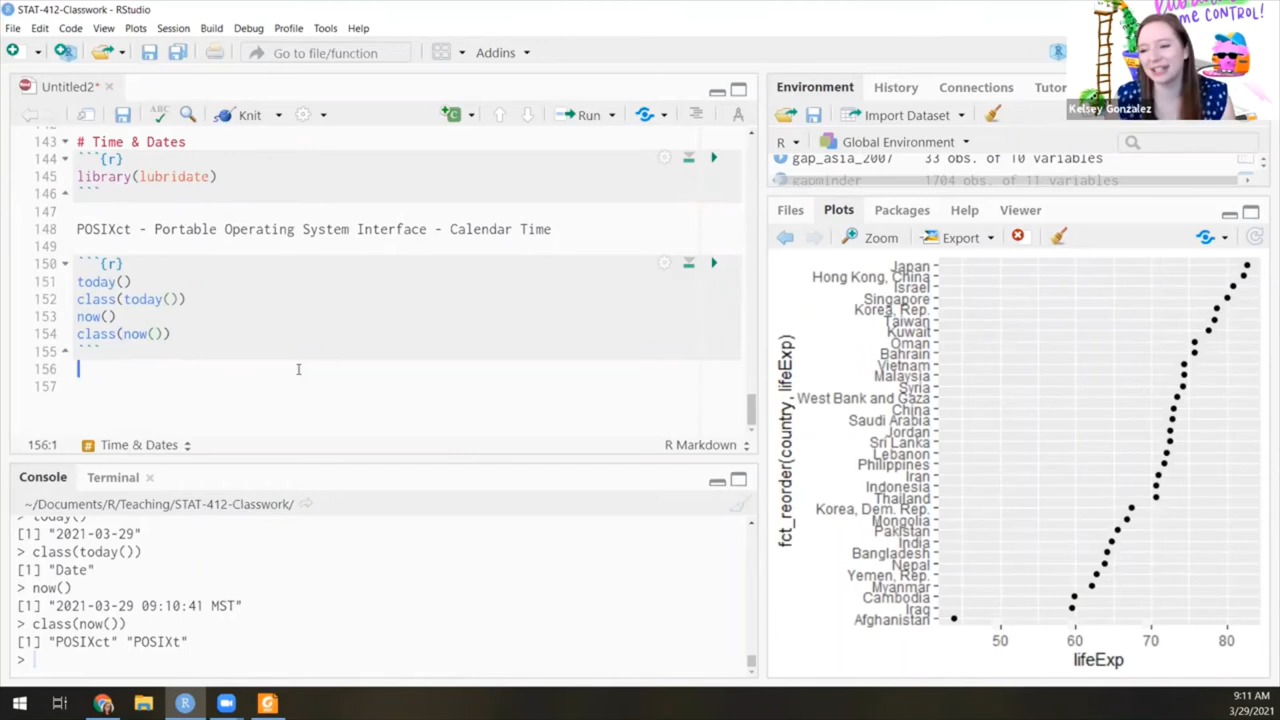 STAT-412-Classwork - RStudio
File Edit Code View Plots Session Build Debug Profile Tools Help
Go to file/function
Addins
ME CONTROL!
Kelsey Gonzalez
Untitled2*
Knit
Run
143 # Time & Dates
144 ```{r}
145 library(lubridate)
146 ```
147
148 POSIXct - Portable Operating System Interface - Calendar Time
149
150 ```{r}
151 today()
152 class(today())
153 now()
154 class(now())
155 ```
156
157
156:1 # Time & Dates R Markdown
Console Terminal
~/Documents/R/Teaching/STAT-412-Classwork/
> today()
[1] "2021-03-29"
> class(today())
[1] "Date"
> now()
[1] "2021-03-29 09:10:41 MST"
> class(now())
[1] "POSIXct" "POSIXt"
>
Environment History Connections Tutor
Import Dataset
R Global Environment
gap_asia_2007 33 obs. of 10 variables
gapminder 1704 obs. of 11 variables
Files Plots Packages Help Viewer
Zoom Export
fct_reorder(country, lifeExp)
Japan
Hong Kong, China
Israel
Singapore
Korea, Rep.
Taiwan
Kuwait
Oman
Bahrain
Vietnam
Malaysia
Syria
West Bank and Gaza
China
Saudi Arabia
Jordan
Sri Lanka
Lebanon
Philippines
Iran
Indonesia
Thailand
Korea, Dem. Rep.
Mongolia
Pakistan
India
Bangladesh
Nepal
Yemen, Rep.
Myanmar
Cambodia
Iraq
Afghanistan
50 60 70 80
lifeExp
9:11 AM
3/29/2021